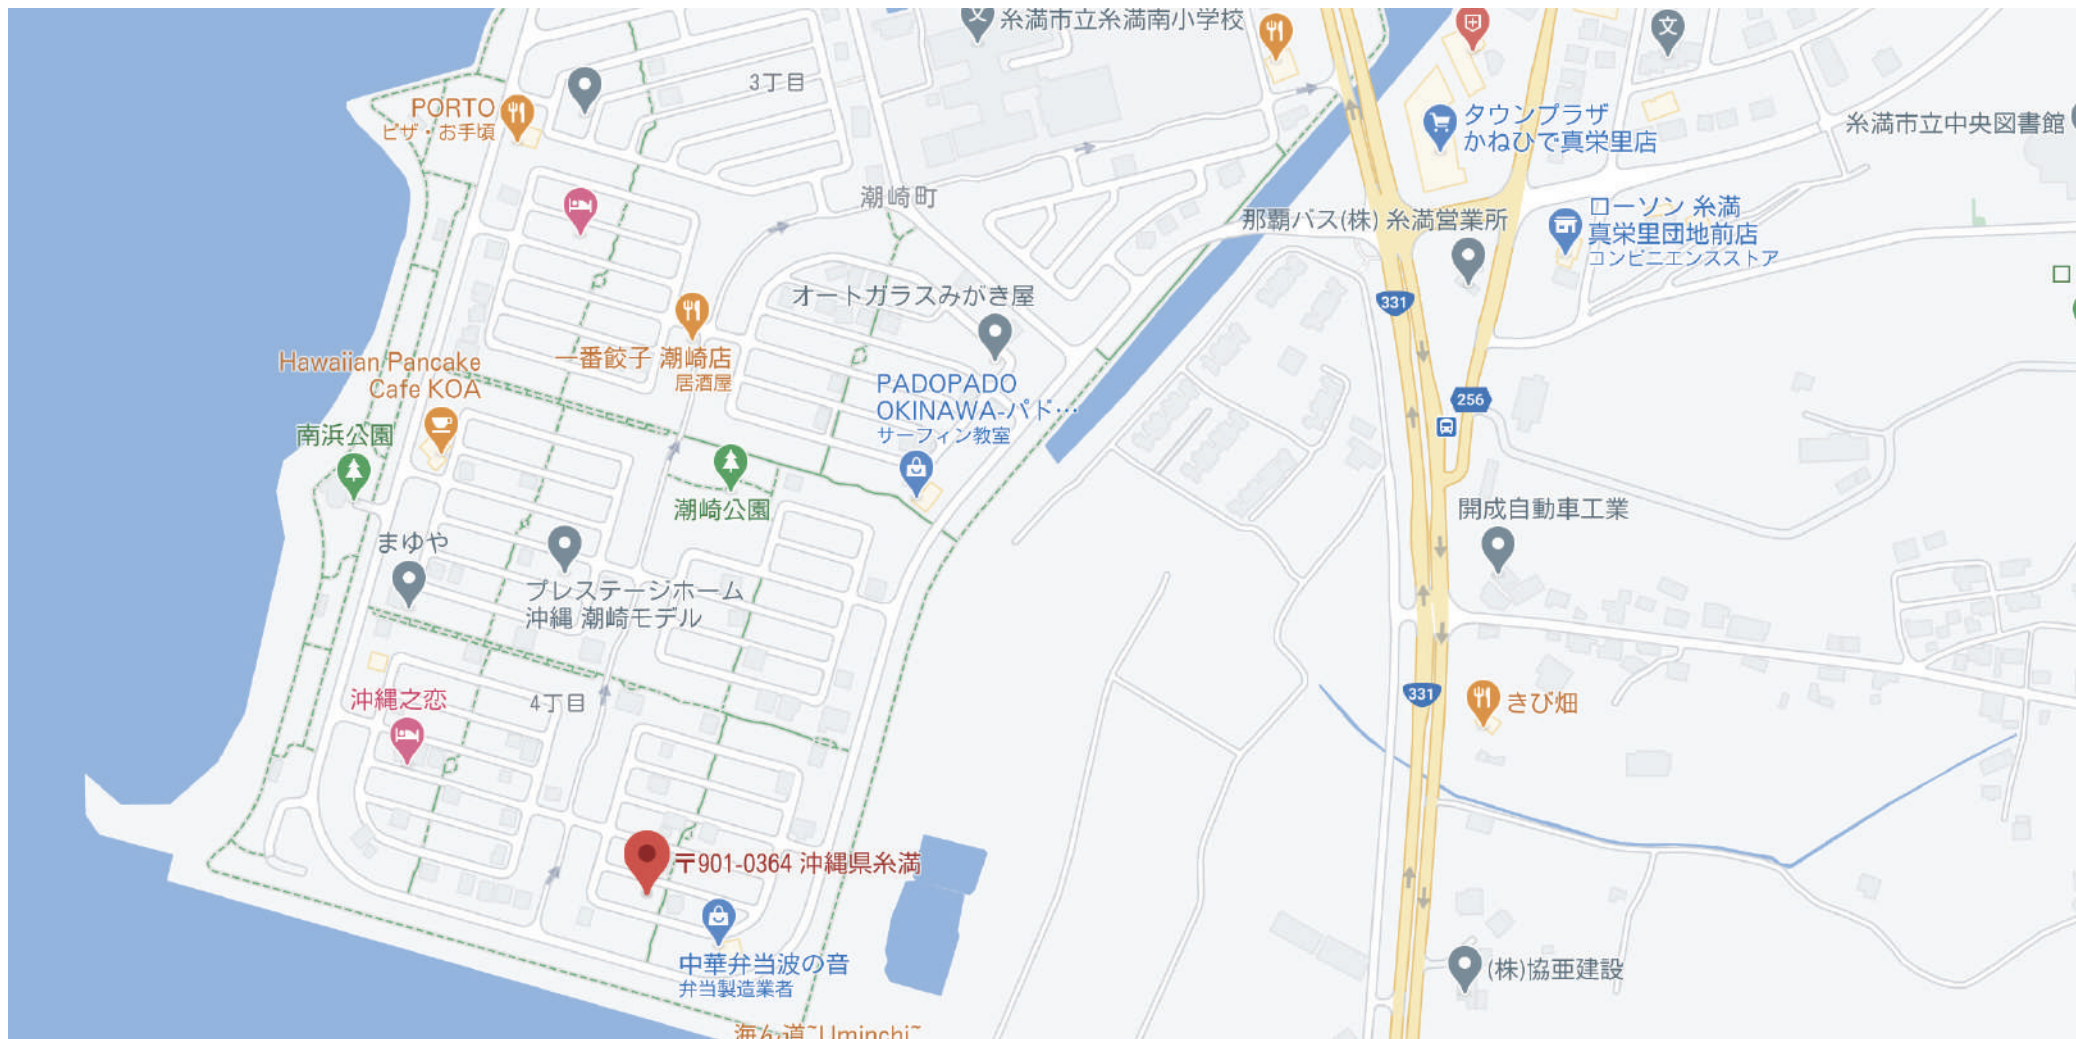 糸満市立糸満南小学校
3丁目
PORTO
ピザ・お手頃
タウンプラザ
かねひで真栄里店
糸満市立中央図書館
潮崎町
那覇バス(株) 糸満営業所
ローソン 糸満
真栄里団地前店
コンビニエンスストア
オートガラスみがき屋
331
一番餃子 潮崎店
居酒屋
Hawaiian Pancake
Cafe KOA
PADOPADO
OKINAWA-パド…
サーフィン教室
256
南浜公園
潮崎公園
開成自動車工業
まゆや
プレステージホーム
沖縄 潮崎モデル
沖縄之恋
4丁目
331
きび畑
〒901-0364 沖縄県糸満
中華弁当波の音
弁当製造業者
(株)協亜建設
海ん道~Uminchi~
文
文